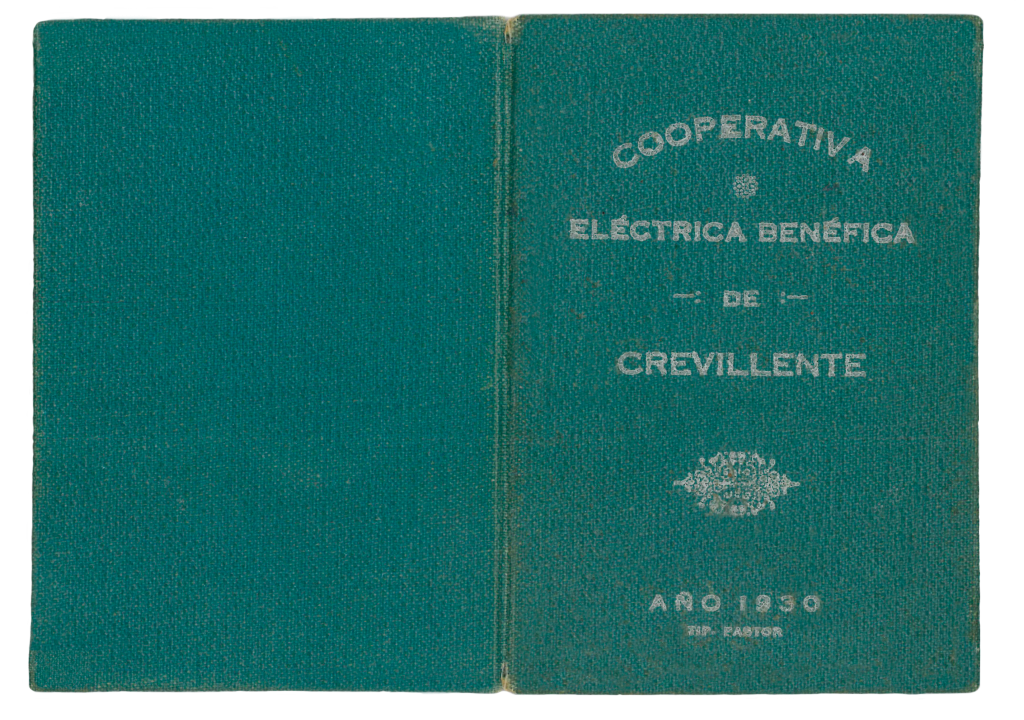 COOPERATIVA
ELÉCTRICA BENÉFICA
—: DE :—
CREVILLENTE
AÑO 1930
TIP. PASTOR